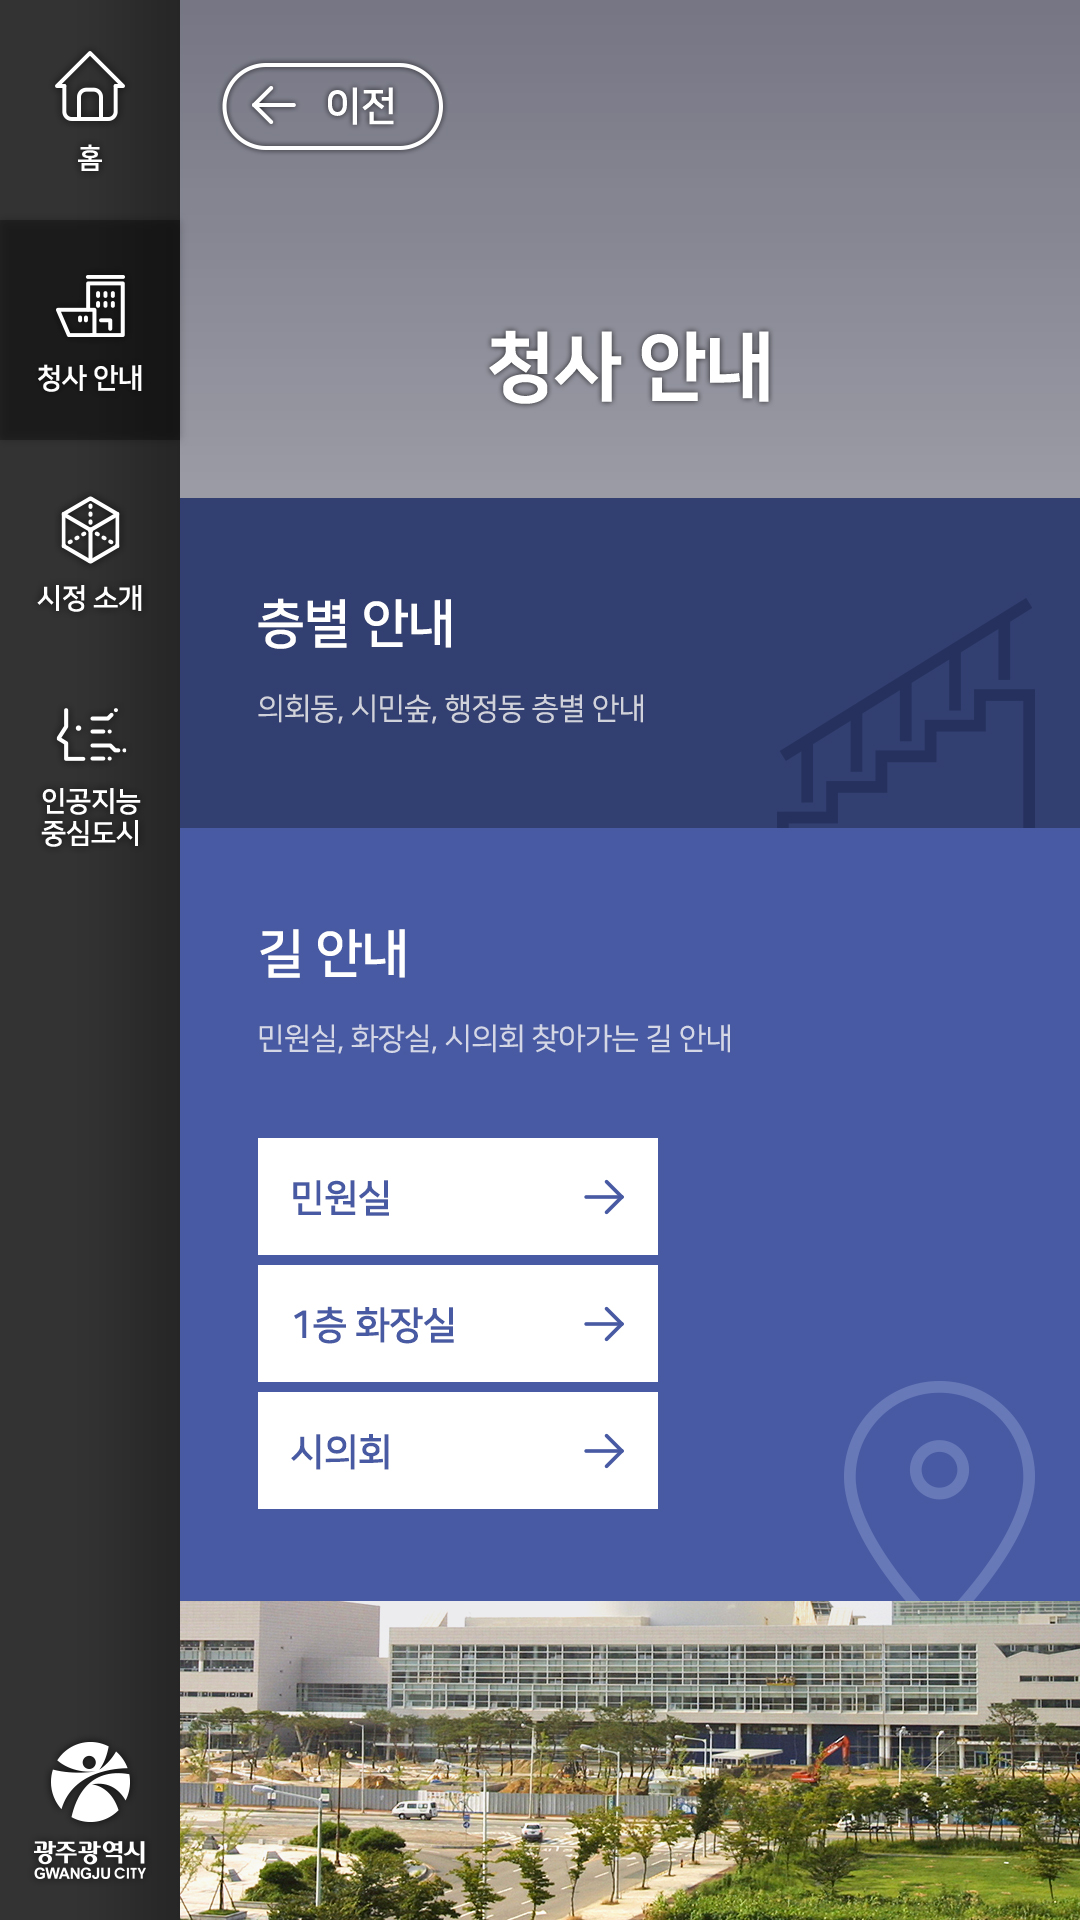 홈
청사 안내
시정 소개
인공지능
중심도시
광주광역시
GWANGJU CITY
이전
청사 안내
층별 안내
의회동, 시민숲, 행정동 층별 안내
길 안내
민원실, 화장실, 시의회 찾아가는 길 안내
민원실
1층 화장실
시의회